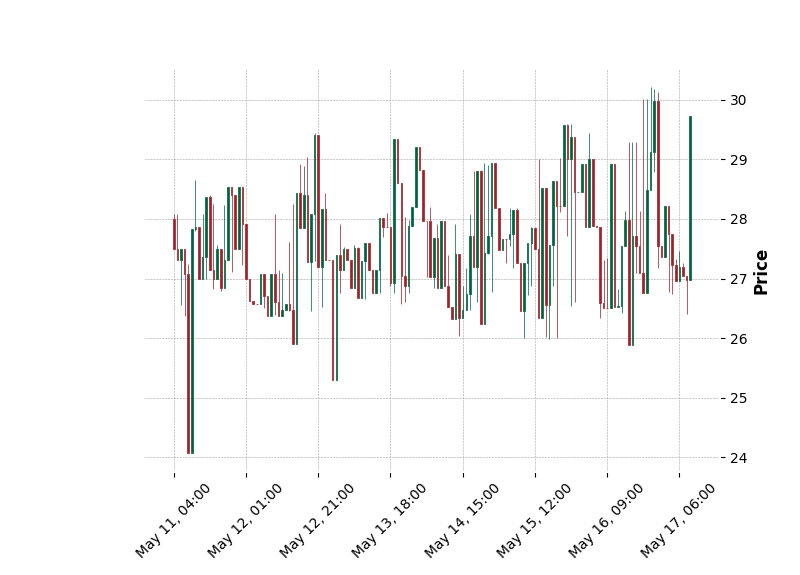 30
29
28
27
26
25
24
Price
May 11, 04:00
May 12, 01:00
May 12, 21:00
May 13, 18:00
May 14, 15:00
May 15, 12:00
May 16, 09:00
May 17, 06:00